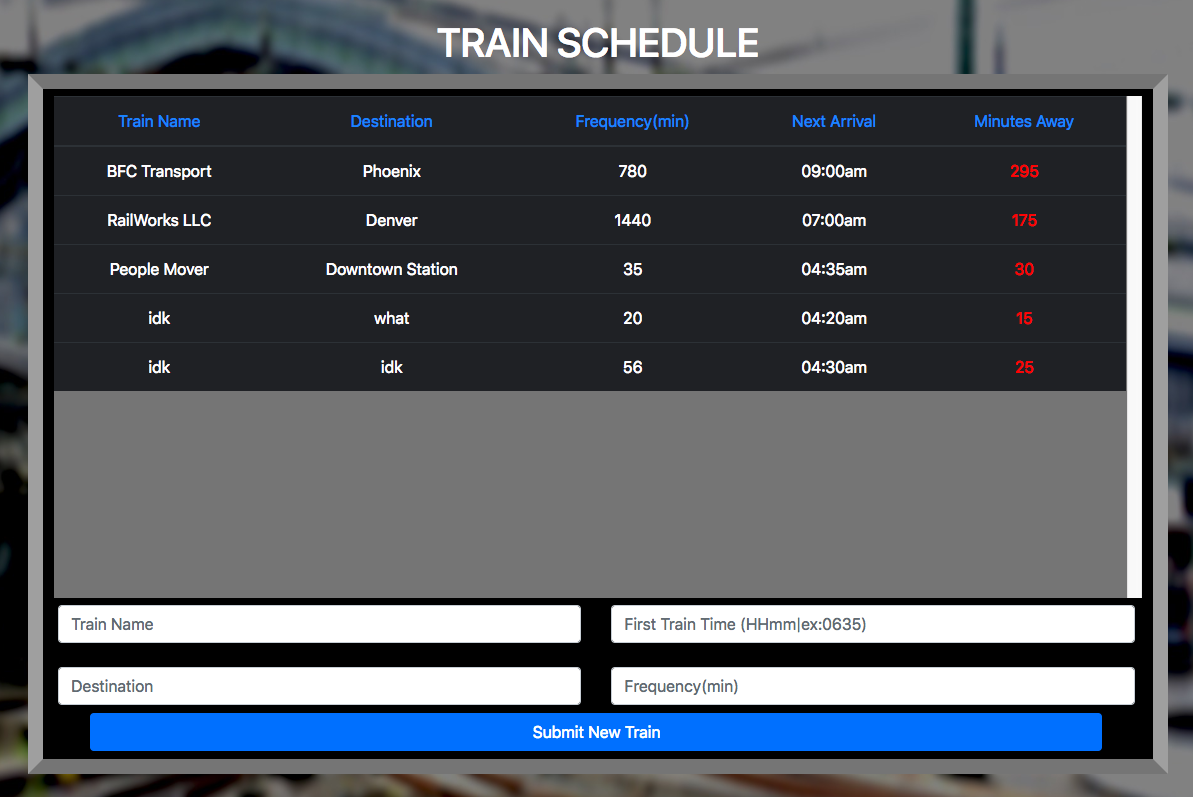 TRAIN SCHEDULE
Train Name Destination Frequency(min) Next Arrival Minutes Away
BFC Transport Phoenix 780 09:00am 295
RailWorks LLC Denver 1440 07:00am 175
People Mover Downtown Station 35 04:35am 30
idk what 20 04:20am 15
idk idk 56 04:30am 25
Train Name First Train Time (HHmm|ex:0635)
Destination Frequency(min)
Submit New Train